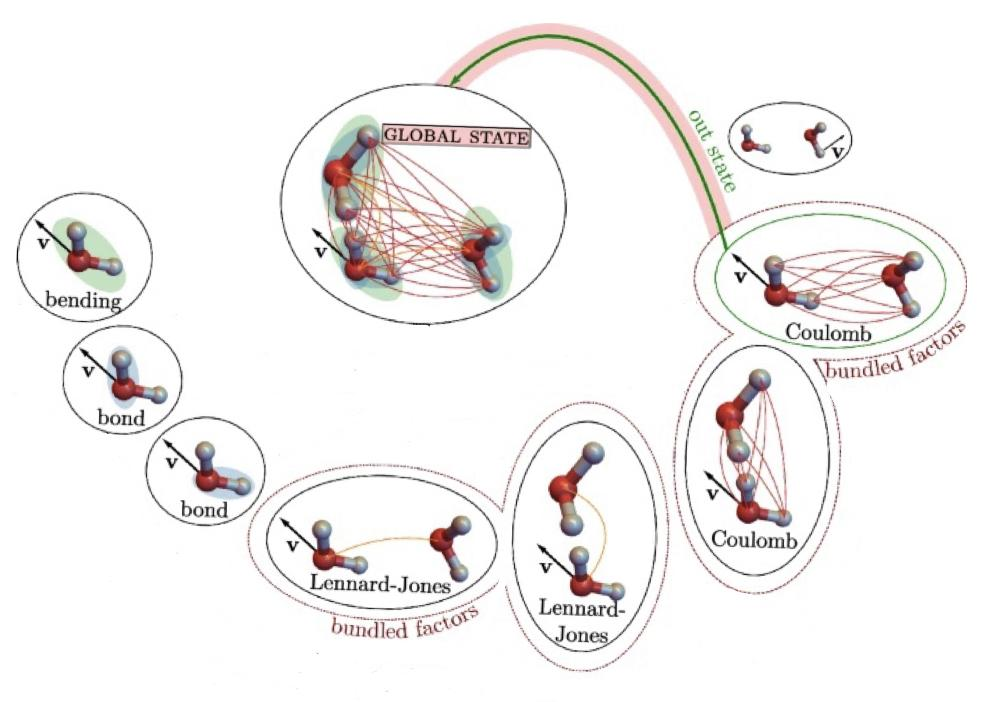 GLOBAL STATE
v
out state
v
v
bending
v
bond
v
bond
v
Coulomb
bundled factors
v
Coulomb
v
Lennard-Jones
bundled factors
v
Lennard-
Jones